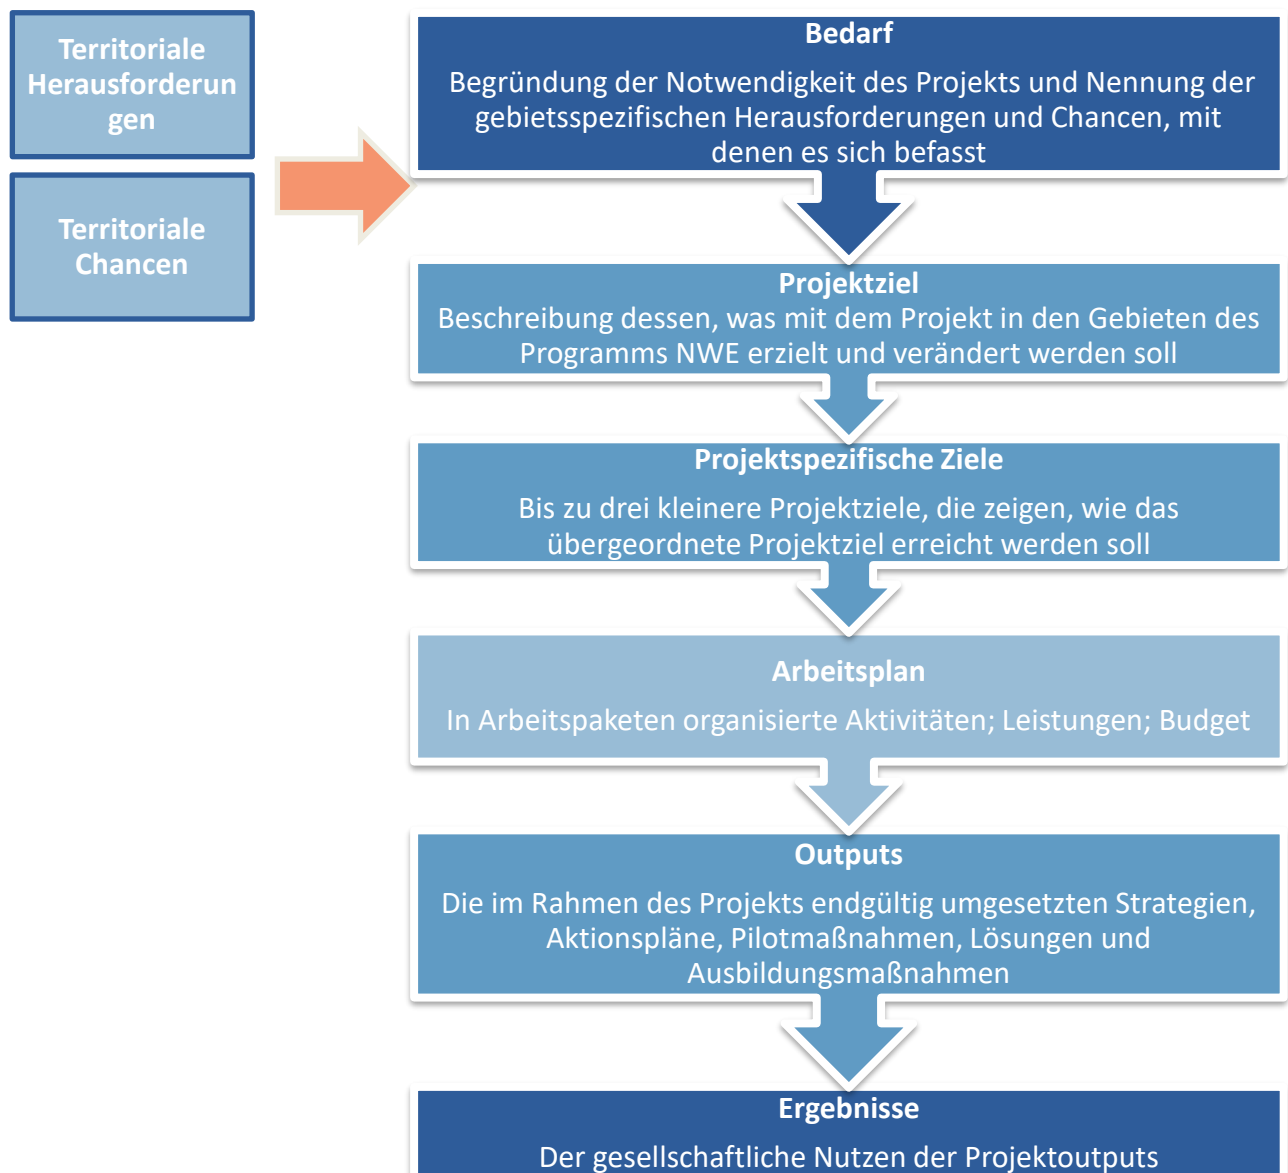 Territoriale
Herausforderun
gen
Territoriale
Chancen
Bedarf
Begründung der Notwendigkeit des Projekts und Nennung der
gebietsspezifischen Herausforderungen und Chancen, mit
denen es sich befasst
Projektziel
Beschreibung dessen, was mit dem Projekt in den Gebieten des
Programms NWE erzielt und verändert werden soll
Projektspezifische Ziele
Bis zu drei kleinere Projektziele, die zeigen, wie das
übergeordnete Projektziel erreicht werden soll
Arbeitsplan
In Arbeitspaketen organisierte Aktivitäten; Leistungen; Budget
Outputs
Die im Rahmen des Projekts endgültig umgesetzten Strategien,
Aktionspläne, Pilotmaßnahmen, Lösungen und
Ausbildungsmaßnahmen
Ergebnisse
Der gesellschaftliche Nutzen der Projektoutputs